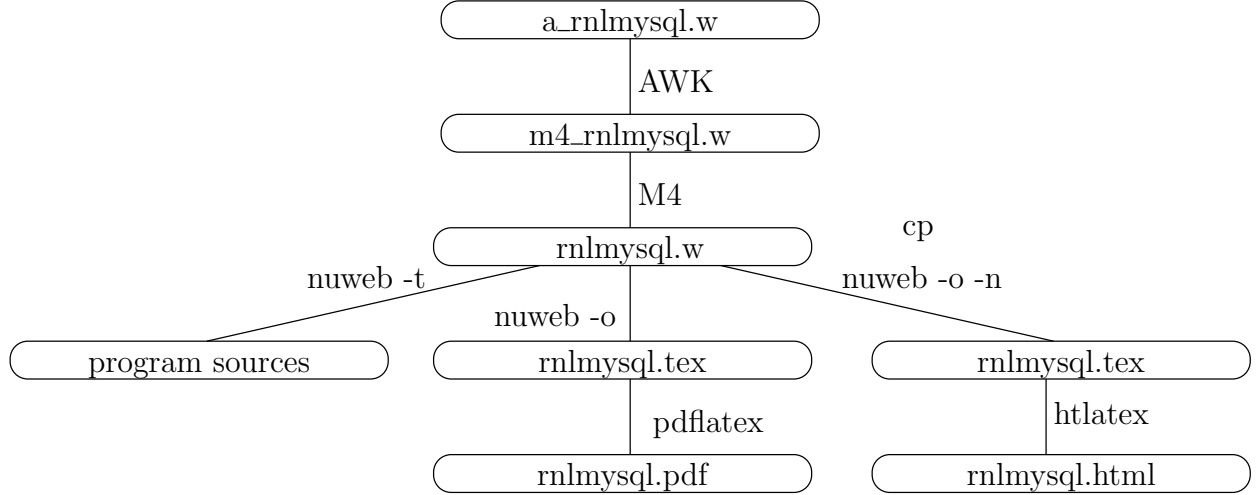 a_rnlmysql.w
AWK
m4_rnlmysql.w
M4
cp
rnlmysql.w
nuweb -t
nuweb -o -n
nuweb -o
program sources
rnlmysql.tex
rnlmysql.tex
htlatex
pdflatex
rnlmysql.pdf
rnlmysql.html